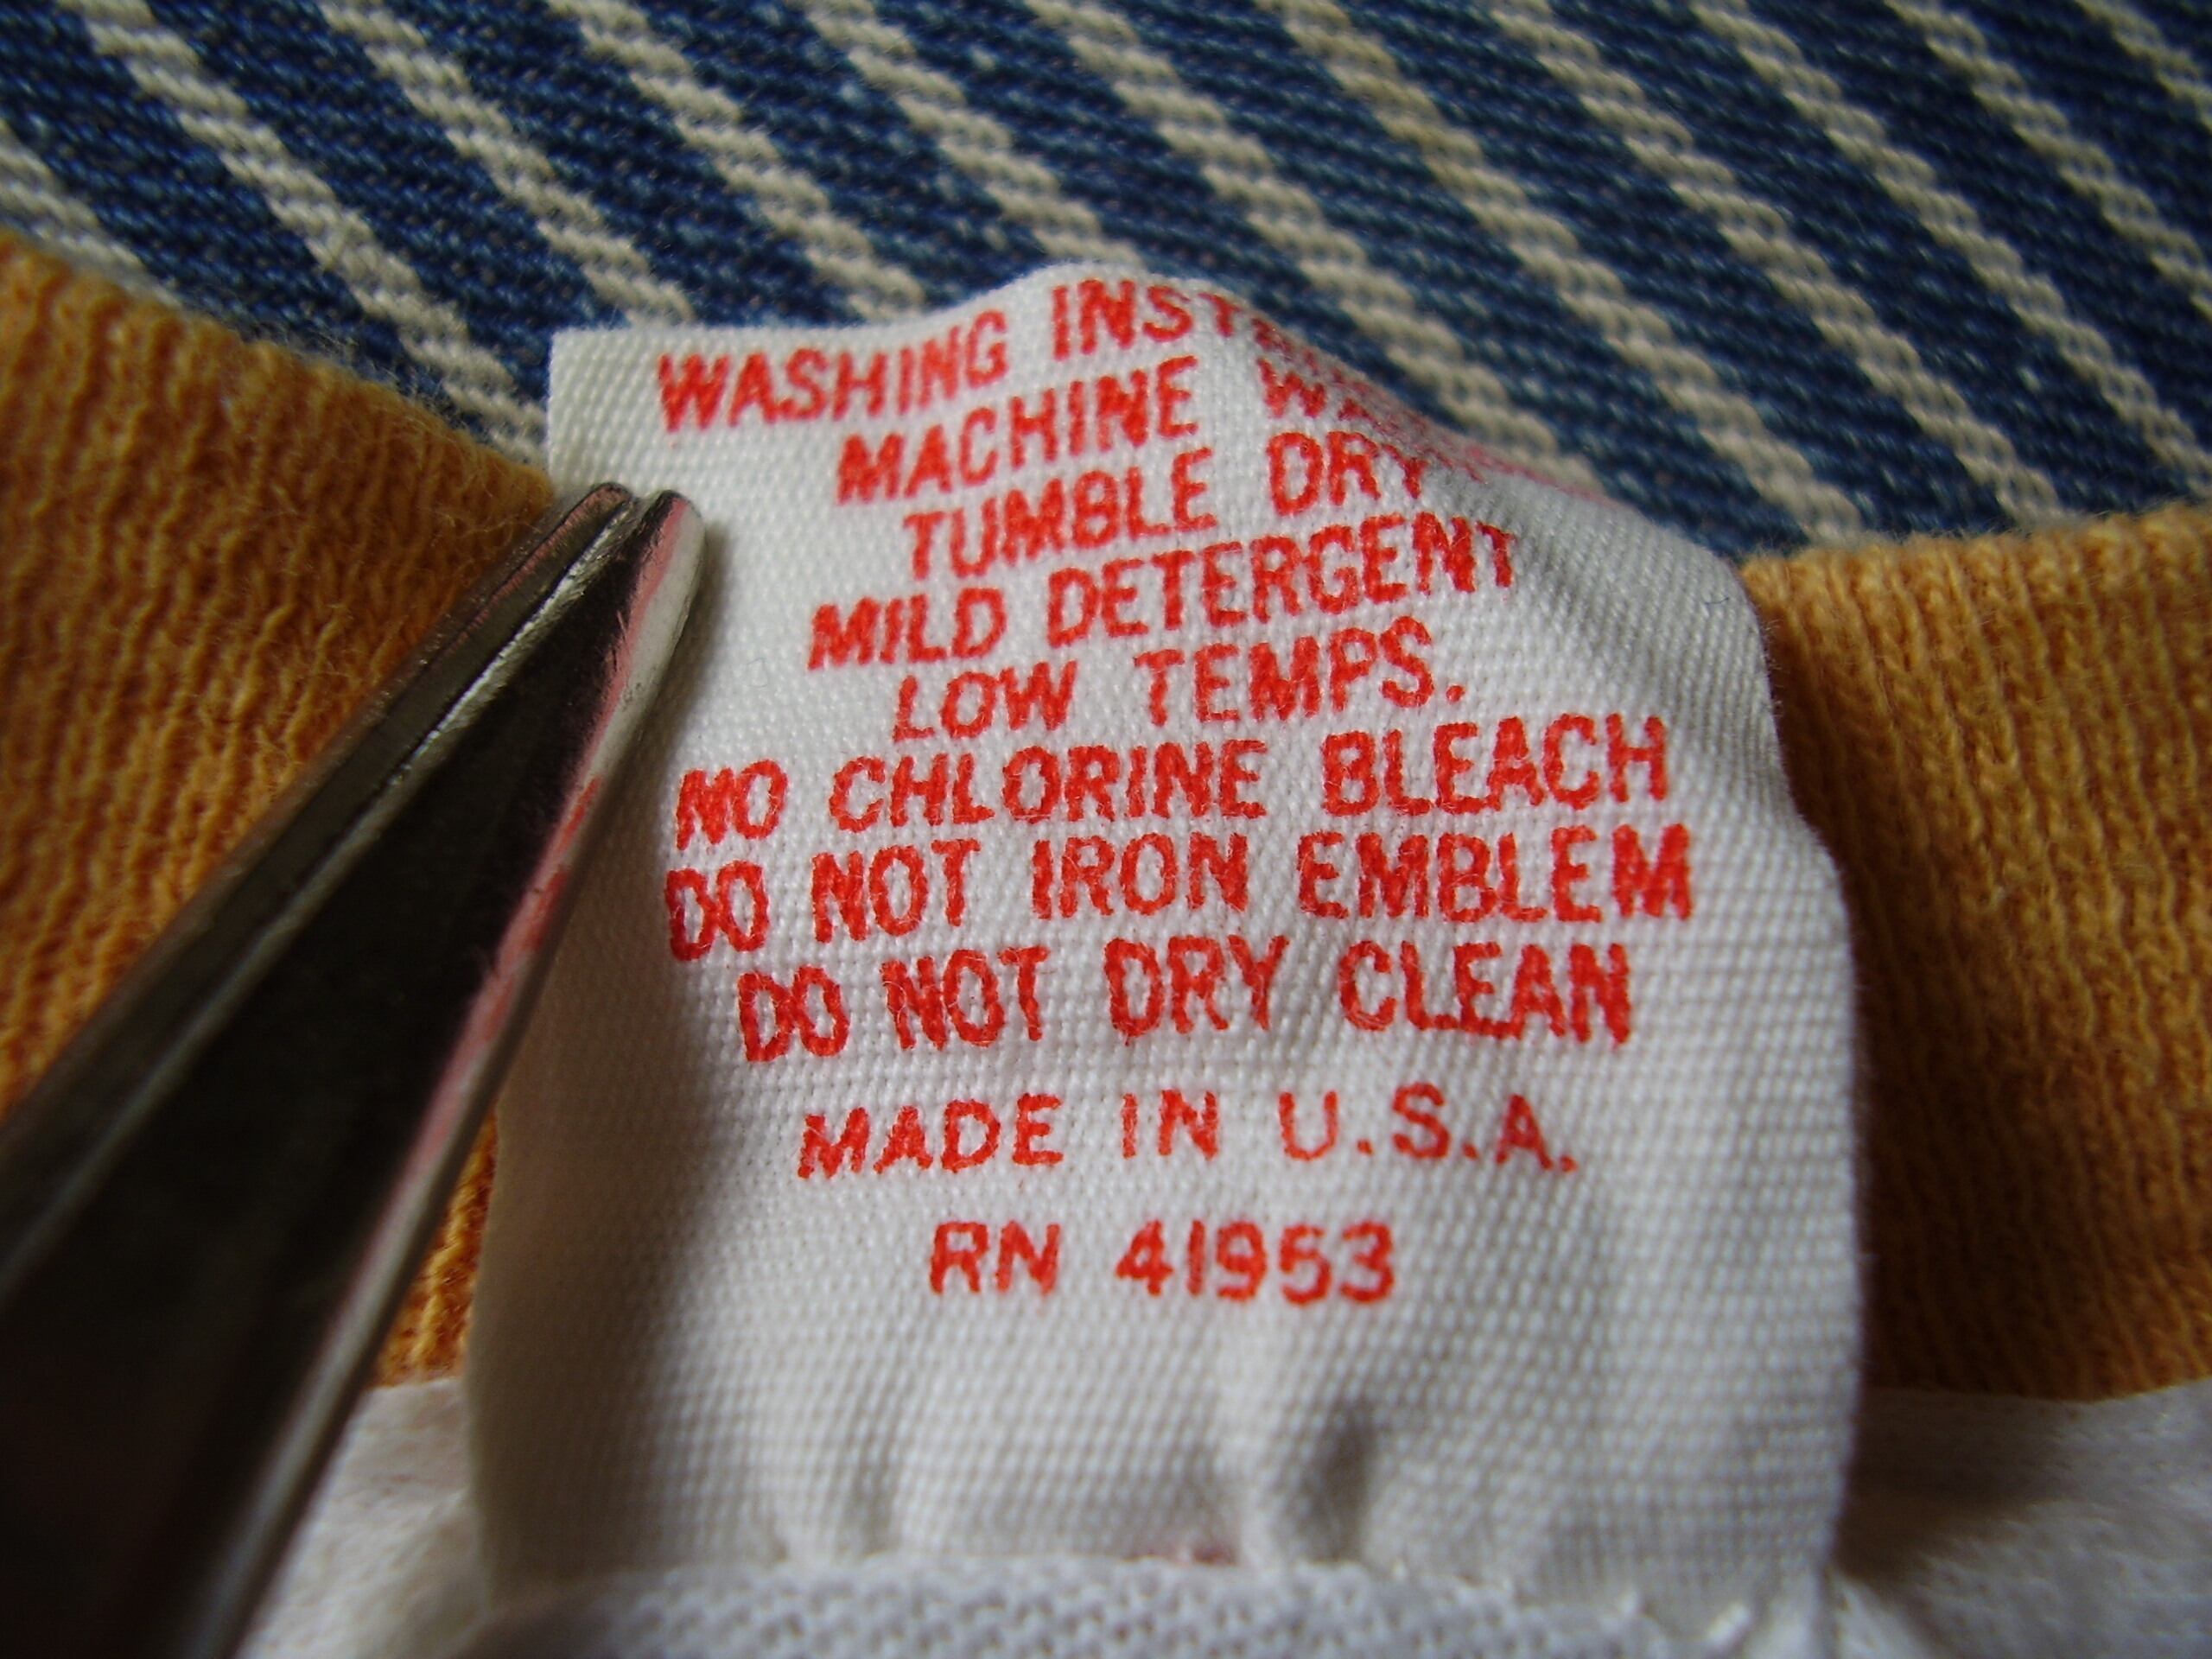 WASHING
MACHINE
TUMBLE DRY
MILD DETERGENT
LOW TEMPS.
NO CHLORINE BLEACH
DO NOT IRON EMBLEM
DO NOT DRY CLEAN
MADE IN U.S.A.
RN 41953